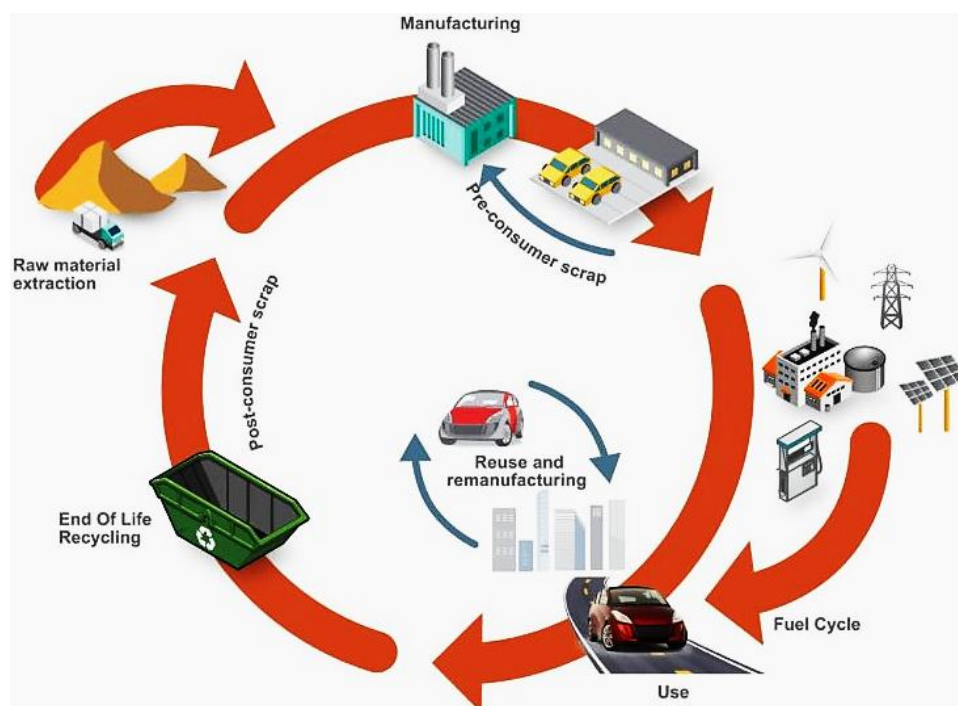 Manufacturing
Raw material
extraction
Pre-consumer scrap
Post-consumer scrap
Reuse and
remanufacturing
End Of Life
Recycling
Fuel Cycle
Use